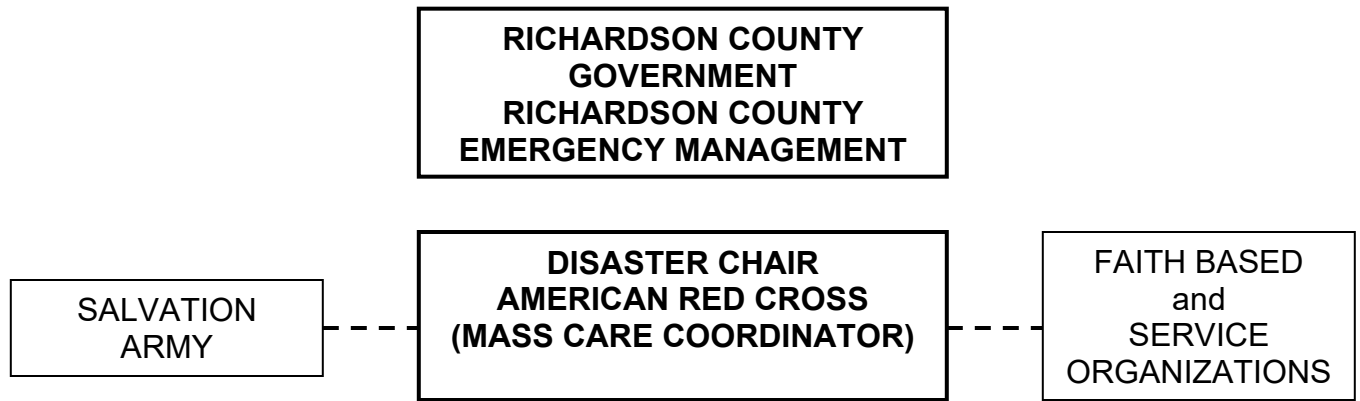 RICHARDSON COUNTY
GOVERNMENT
RICHARDSON COUNTY
EMERGENCY MANAGEMENT
SALVATION
ARMY
DISASTER CHAIR
AMERICAN RED CROSS
(MASS CARE COORDINATOR)
FAITH BASED
and
SERVICE
ORGANIZATIONS